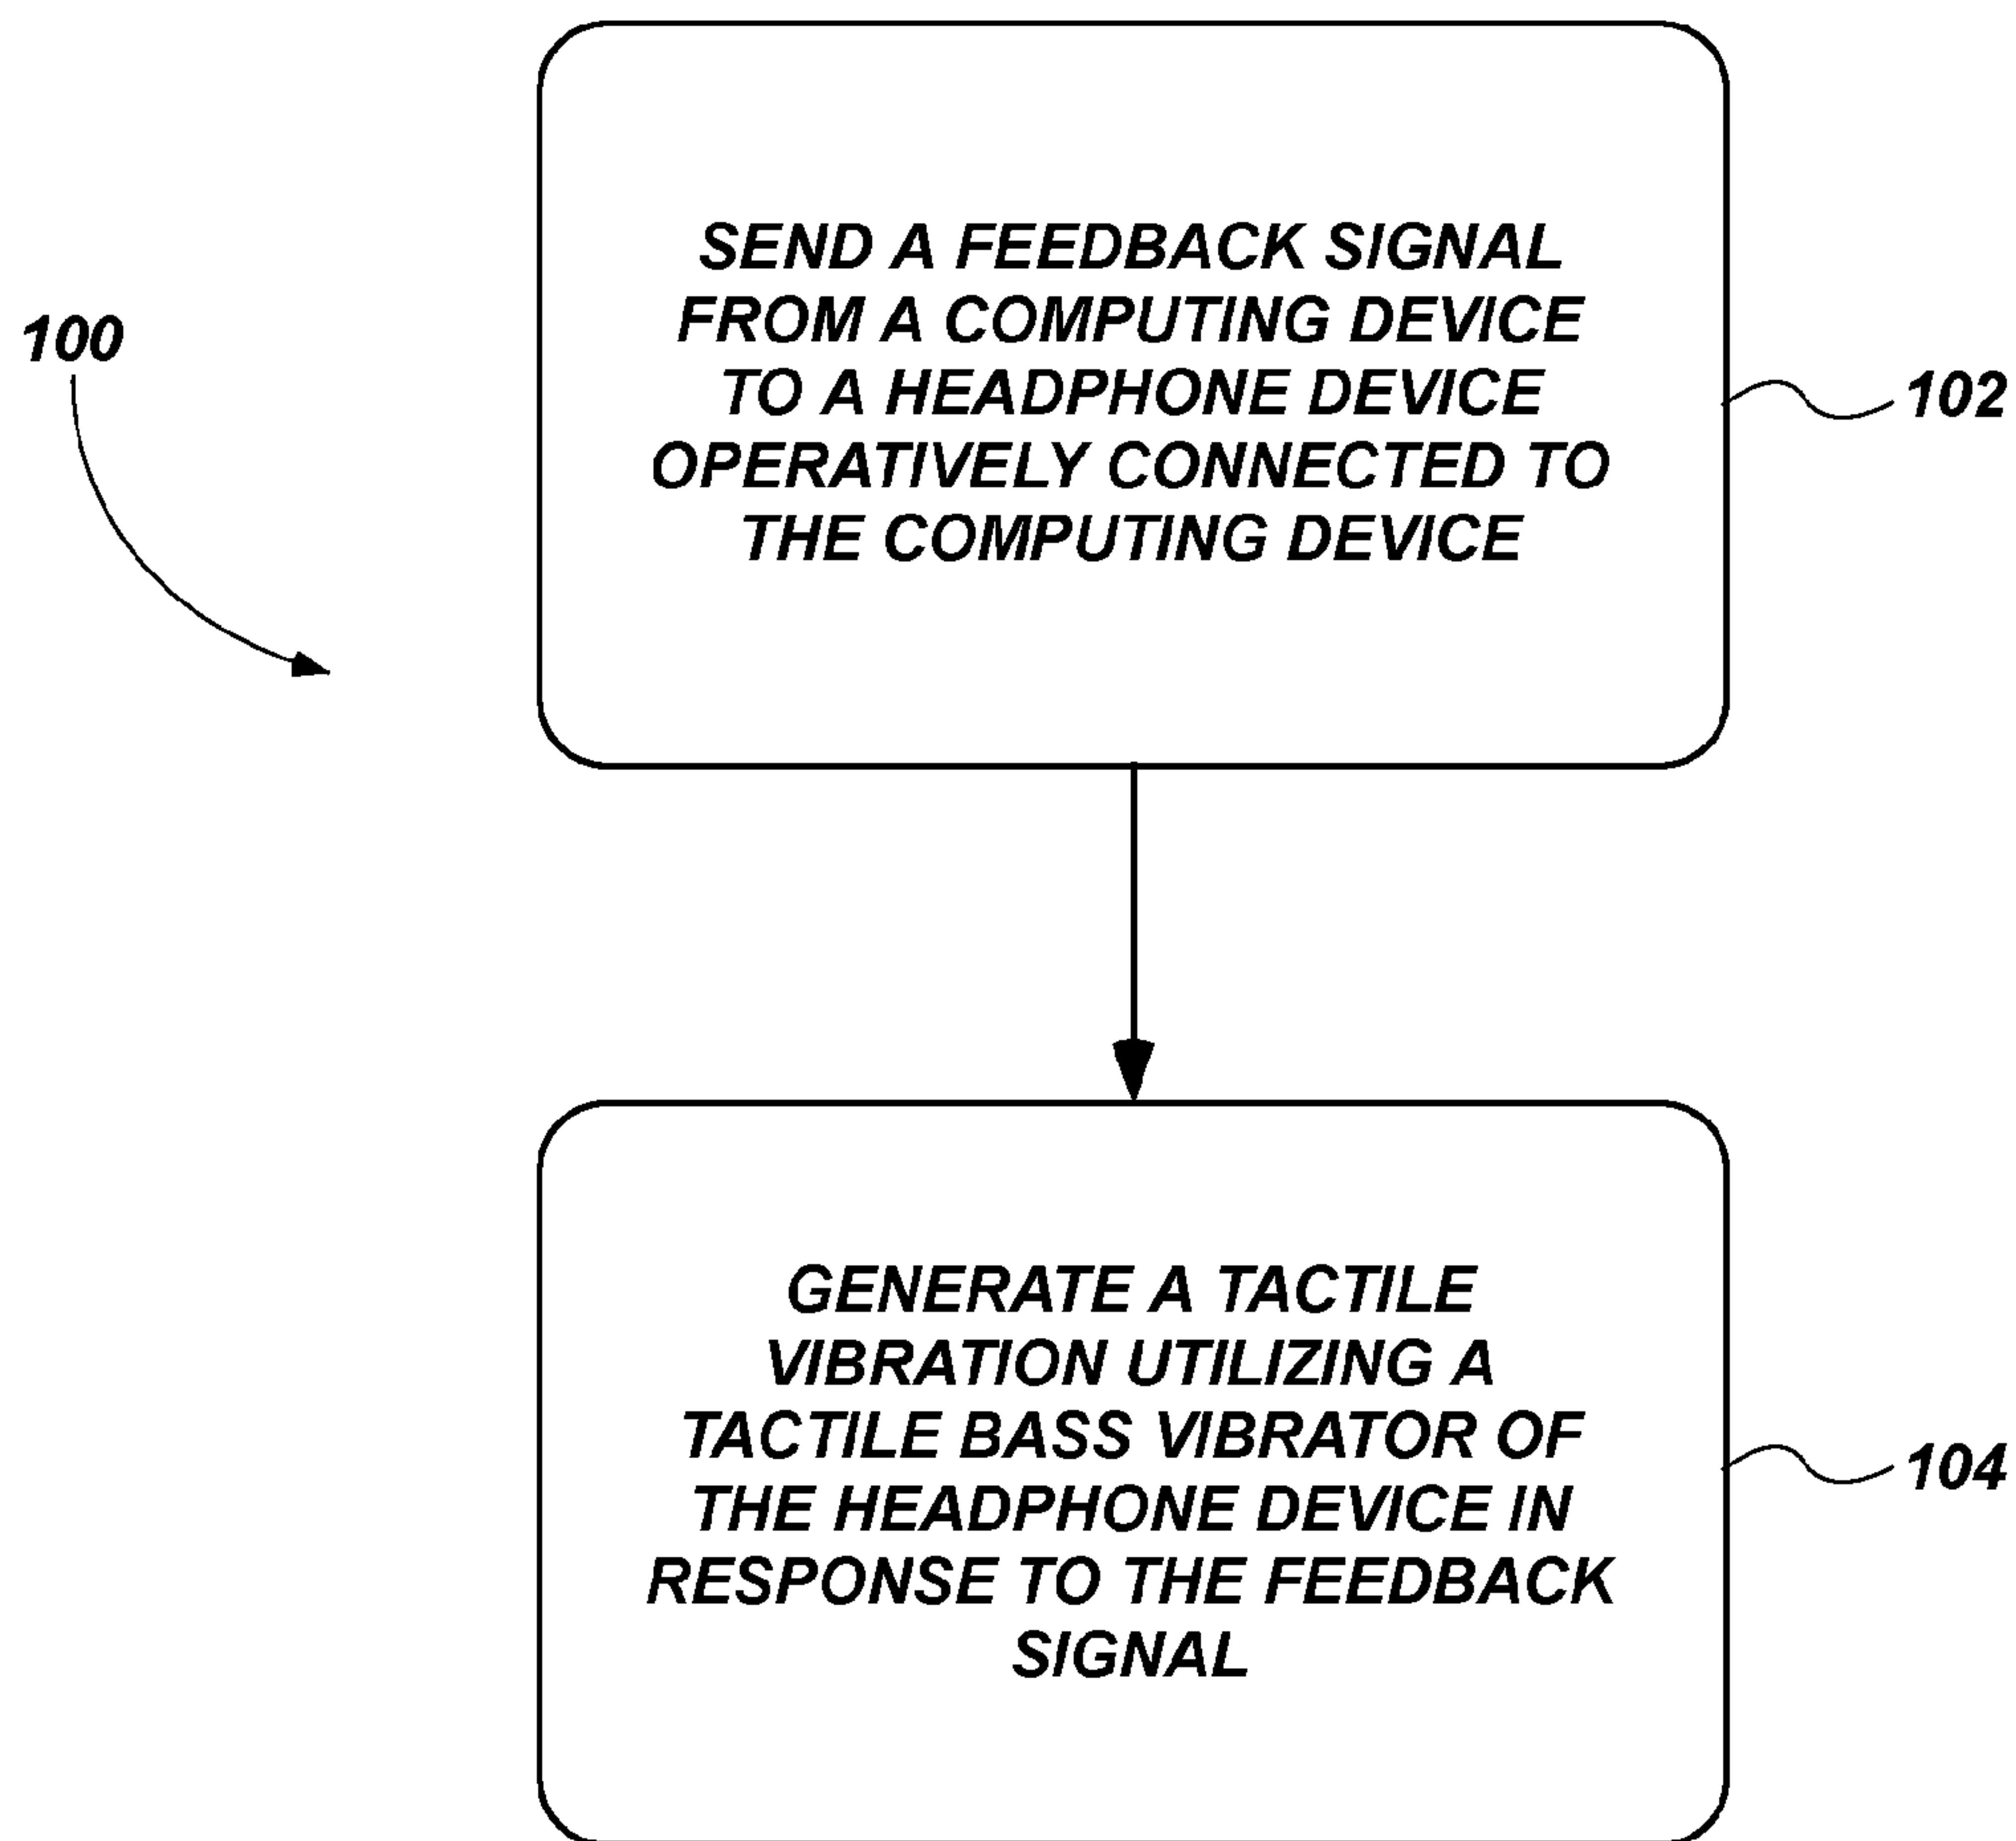 100
SEND A FEEDBACK SIGNAL
FROM A COMPUTING DEVICE
TO A HEADPHONE DEVICE
OPERATIVELY CONNECTED TO
THE COMPUTING DEVICE
102
GENERATE A TACTILE
VIBRATION UTILIZING A
TACTILE BASS VIBRATOR OF
THE HEADPHONE DEVICE IN
RESPONSE TO THE FEEDBACK
SIGNAL
104